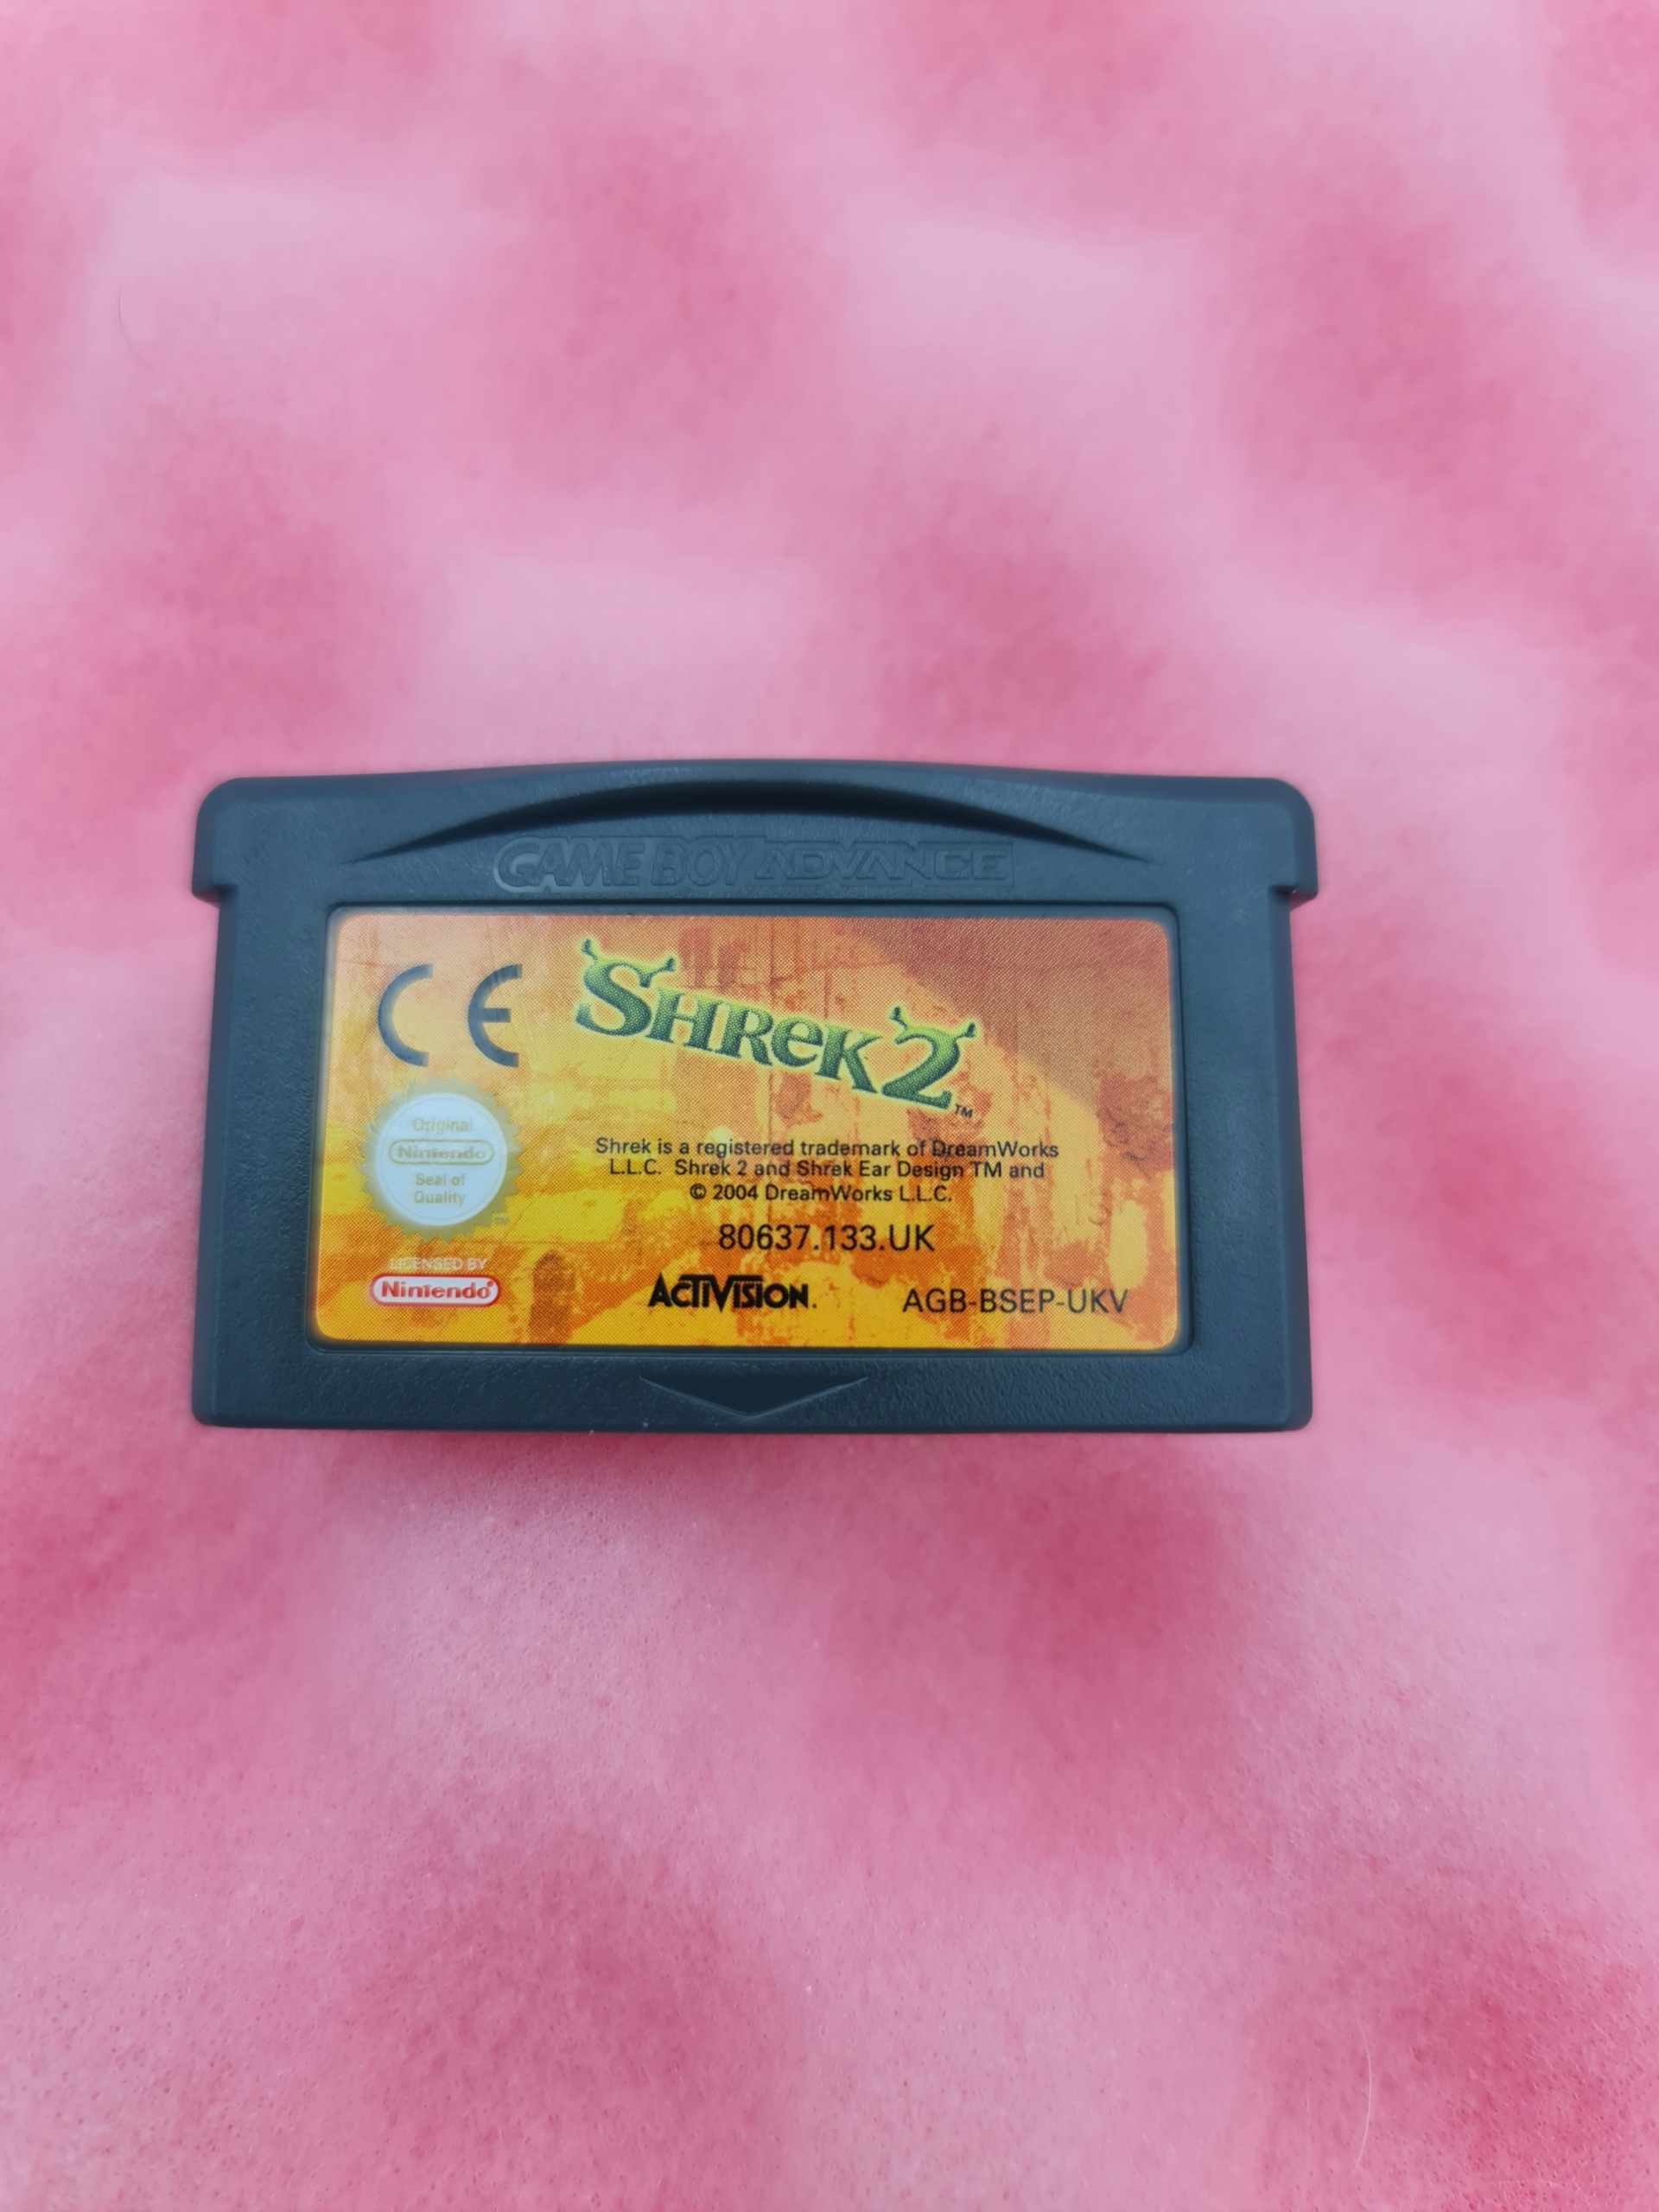 GAME BOY ADVANCE
CE
SHREK 2™
Original
Nintendo
Seal of
Quality
TM
Shrek is a registered trademark of DreamWorks
L.L.C. Shrek 2 and Shrek Ear Design TM and
© 2004 DreamWorks L.L.C.
80637.133.UK
LICENSED BY
Nintendo®
ACTIVISION.
AGB-BSEP-UKV